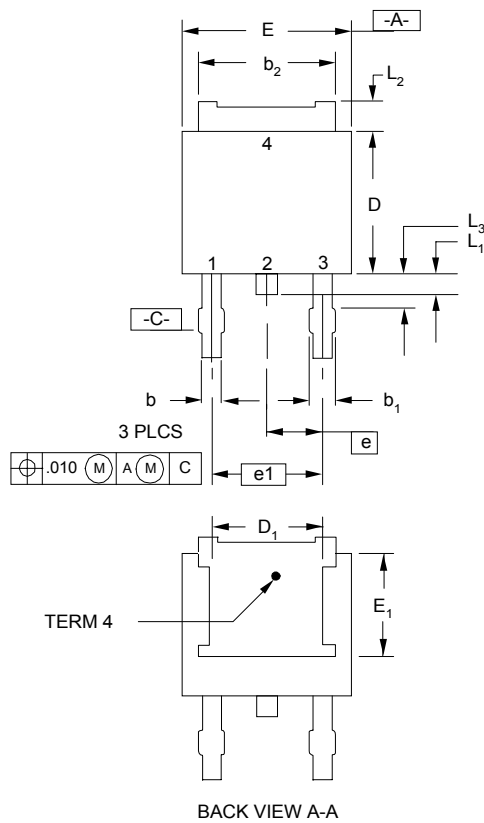 E
-A-
b2
L2
4
D
L3
L1
1 2 3
-C-
b
b1
3 PLCS
e
⌖ .010 Ⓜ A Ⓜ C
e1
D1
E1
TERM 4
BACK VIEW A-A